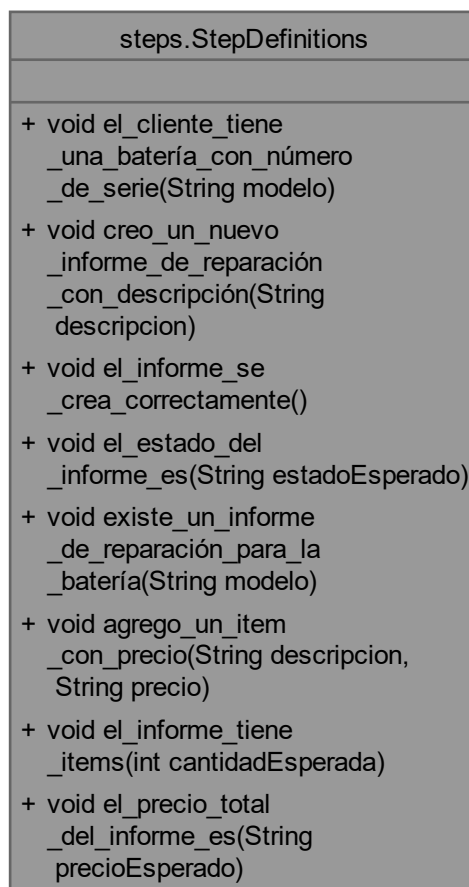 steps.StepDefinitions
+ void el_cliente_tiene
_una_batería_con_número
_de_serie(String modelo)
+ void creo_un_nuevo
_informe_de_reparación
_con_descripción(String
descripcion)
+ void el_informe_se
_crea_correctamente()
+ void el_estado_del
_informe_es(String estadoEsperado)
+ void existe_un_informe
_de_reparación_para_la
_batería(String modelo)
+ void agrego_un_item
_con_precio(String descripcion,
String precio)
+ void el_informe_tiene
_items(int cantidadEsperada)
+ void el_precio_total
_del_informe_es(String
precioEsperado)